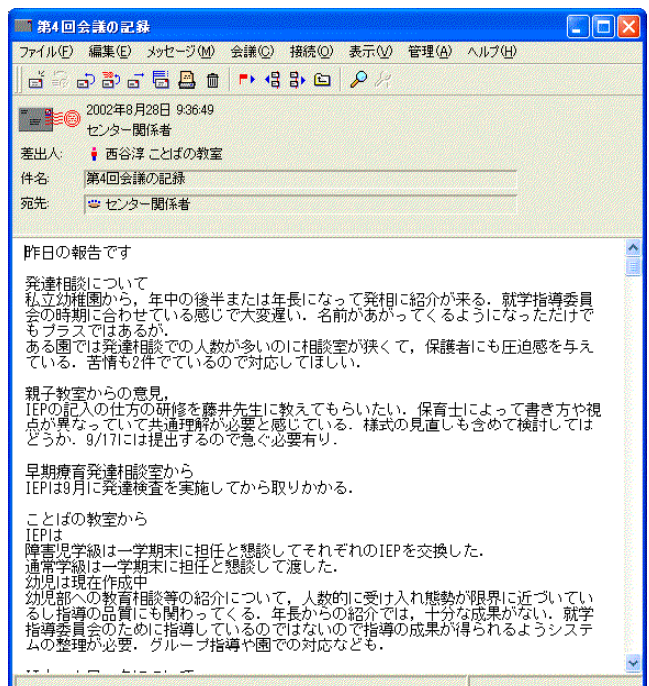 第4回会議の記録
ファイル(F) 編集(E) メッセージ(M) 会議(C) 接続(O) 表示(V) 管理(A) ヘルプ(H)
2002年8月28日 9:36:49
センター関係者
差出人: 西谷淳 ことばの教室
件名: 第4回会議の記録
宛先: センター関係者
昨日の報告です
発達相談について
私立幼稚園から，年中の後半または年長になって発相に紹介が来る．就学指導委員
会の時期に合わせている感じで大変遅い．名前があがってくるようになっただけで
もプラスではあるが．
ある園では発達相談での人数が多いのに相談室が狭くて，保護者にも圧迫感を与え
ている．苦情も2件でているので対応してほしい．
親子教室からの意見，
IEPの記入の仕方の研修を藤井先生に教えてもらいたい．保育士によって書き方や視
点が異なっていて共通理解が必要と感じている．様式の見直しも含めて検討しては
どうか．9/17には提出するので急ぐ必要有り．
早期療育発達相談室から
IEPは9月に発達検査を実施してから取りかかる．
ことばの教室から
IEPは
障害児学級は一学期末に担任と懇談してそれぞれのIEPを交換した．
通常学級は一学期末に担任と懇談して渡した．
幼児は現在作成中
幼児部への教育相談等の紹介について，人数的に受け入れ態勢が限界に近づいてい
るし指導の品質にも関わってくる．年長からの紹介では，十分な成果がない．就学
指導委員会のために指導しているのではないので指導の成果が得られるようシステ
ムの整理が必要．グループ指導や園での対応なども．